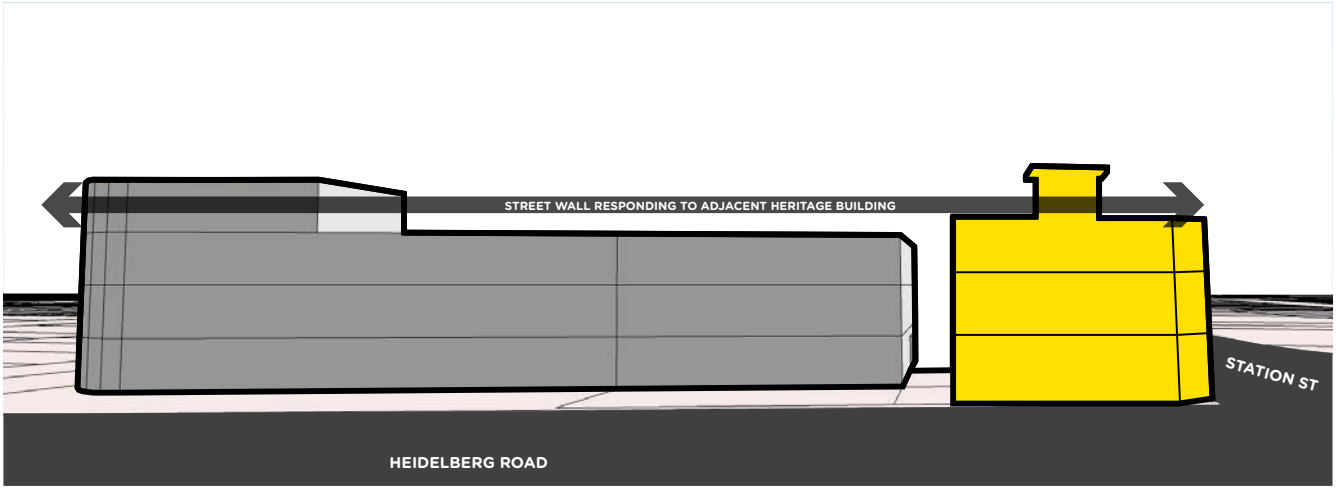 STREET WALL RESPONDING TO ADJACENT HERITAGE BUILDING
STATION ST
HEIDELBERG ROAD